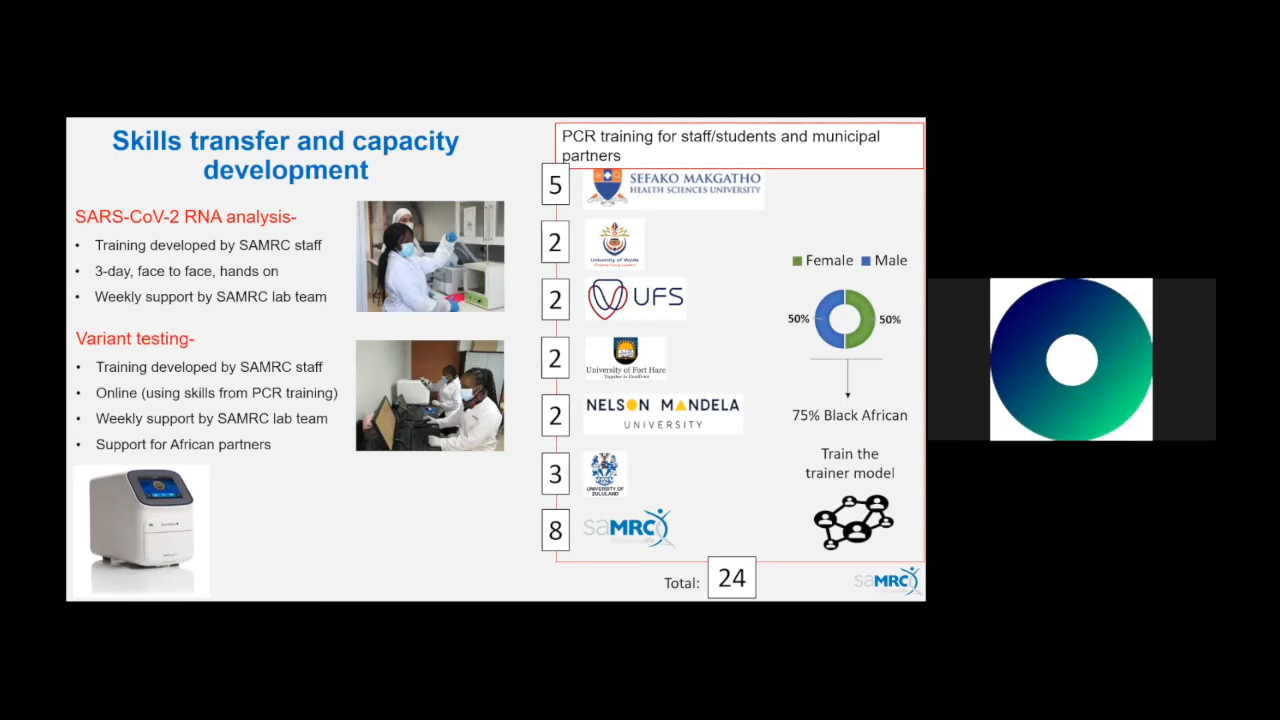 Skills transfer and capacity
development
SARS-CoV-2 RNA analysis-
• Training developed by SAMRC staff
• 3-day, face to face, hands on
• Weekly support by SAMRC lab team
Variant testing-
• Training developed by SAMRC staff
• Online (using skills from PCR training)
• Weekly support by SAMRC lab team
• Support for African partners
PCR training for staff/students and municipal
partners
5
SEFAKO MAKGATHO
HEALTH SCIENCES UNIVERSITY
2
University of Venda
2
UFS
2
University of Fort Hare
Together in Excellence
2
NELSON MANDELA
UNIVERSITY
3
UNIVERSITY OF
ZULULAND
8
saMRC
Total: 24
Female Male
50% 50%
75% Black African
Train the
trainer model
saMRC